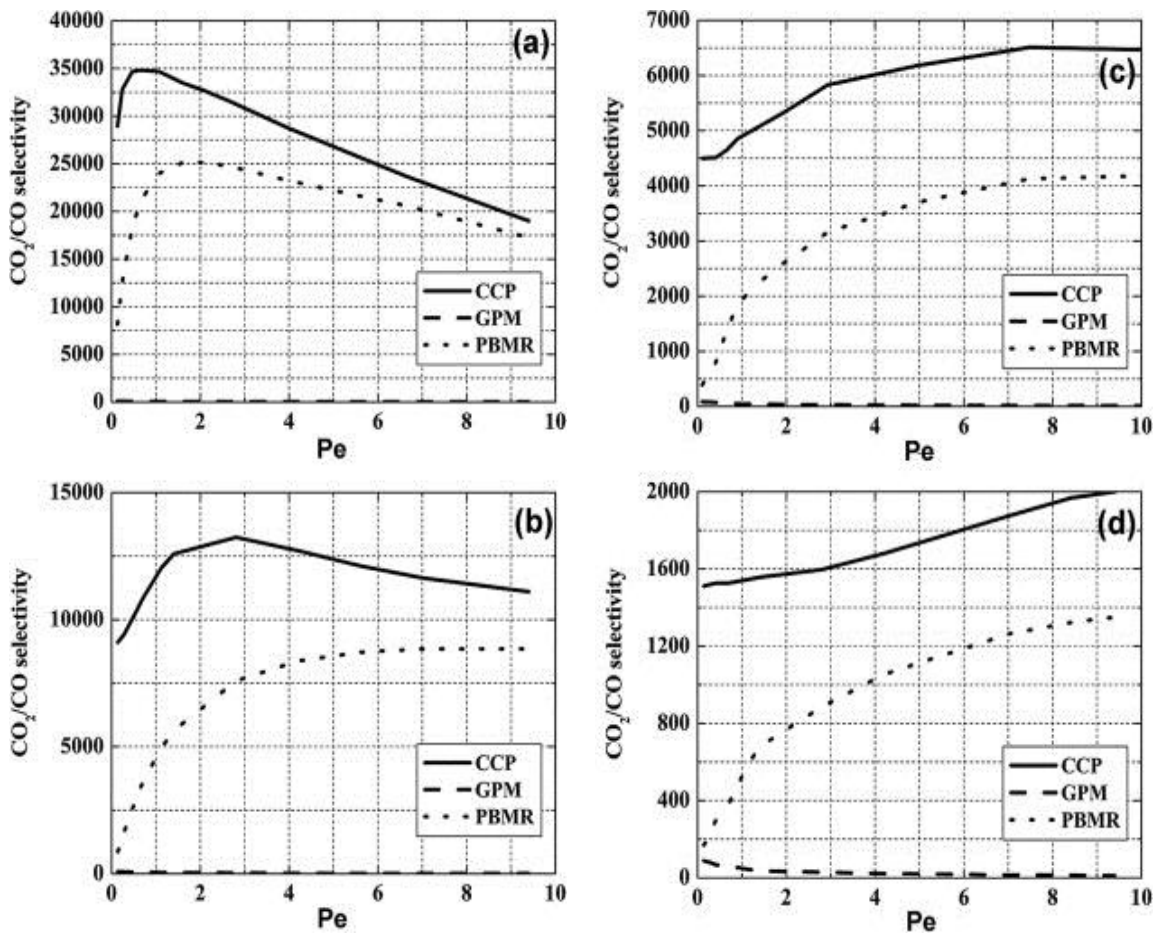 (a)
CO₂/CO selectivity
40000
35000
30000
25000
20000
15000
10000
5000
0
CCP
GPM
PBMR
0 2 4 6 8 10
Pe
(c)
CO₂/CO selectivity
7000
6000
5000
4000
3000
2000
1000
0
CCP
GPM
PBMR
0 2 4 6 8 10
Pe
(b)
CO₂/CO selectivity
15000
10000
5000
0
CCP
GPM
PBMR
0 2 4 6 8 10
Pe
(d)
CO₂/CO selectivity
2000
1600
1200
800
400
0
CCP
GPM
PBMR
0 2 4 6 8 10
Pe